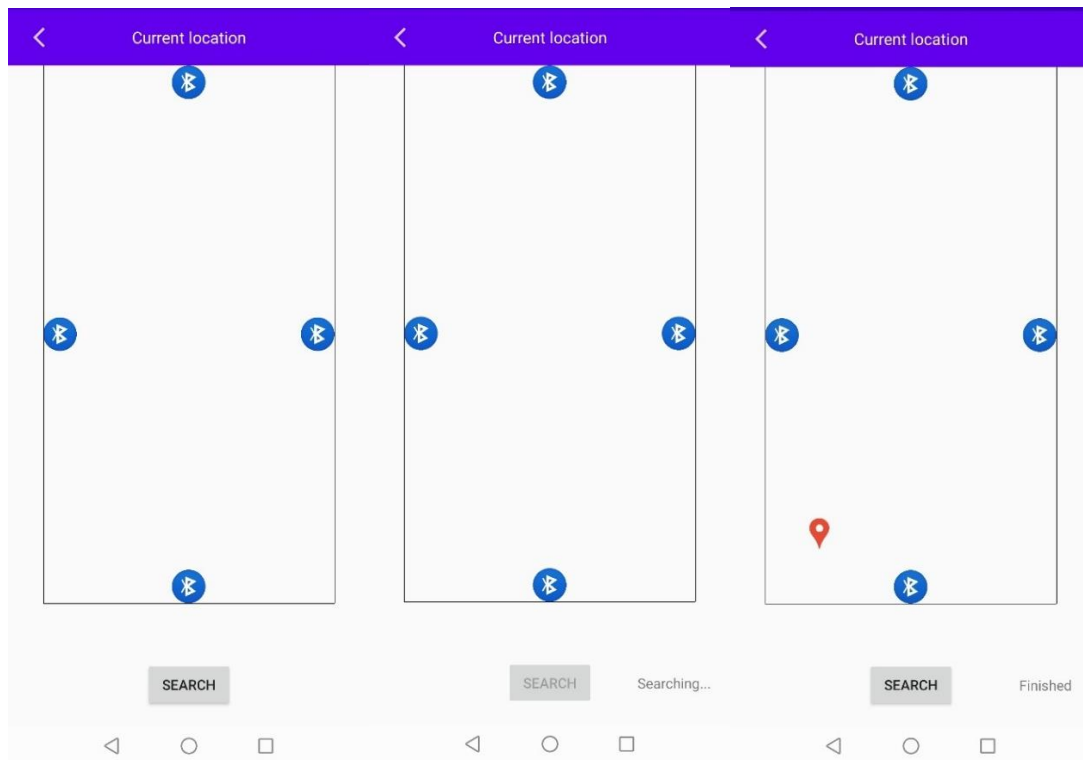 Current location
SEARCH
Current location
SEARCH
Searching...
Current location
SEARCH
Finished